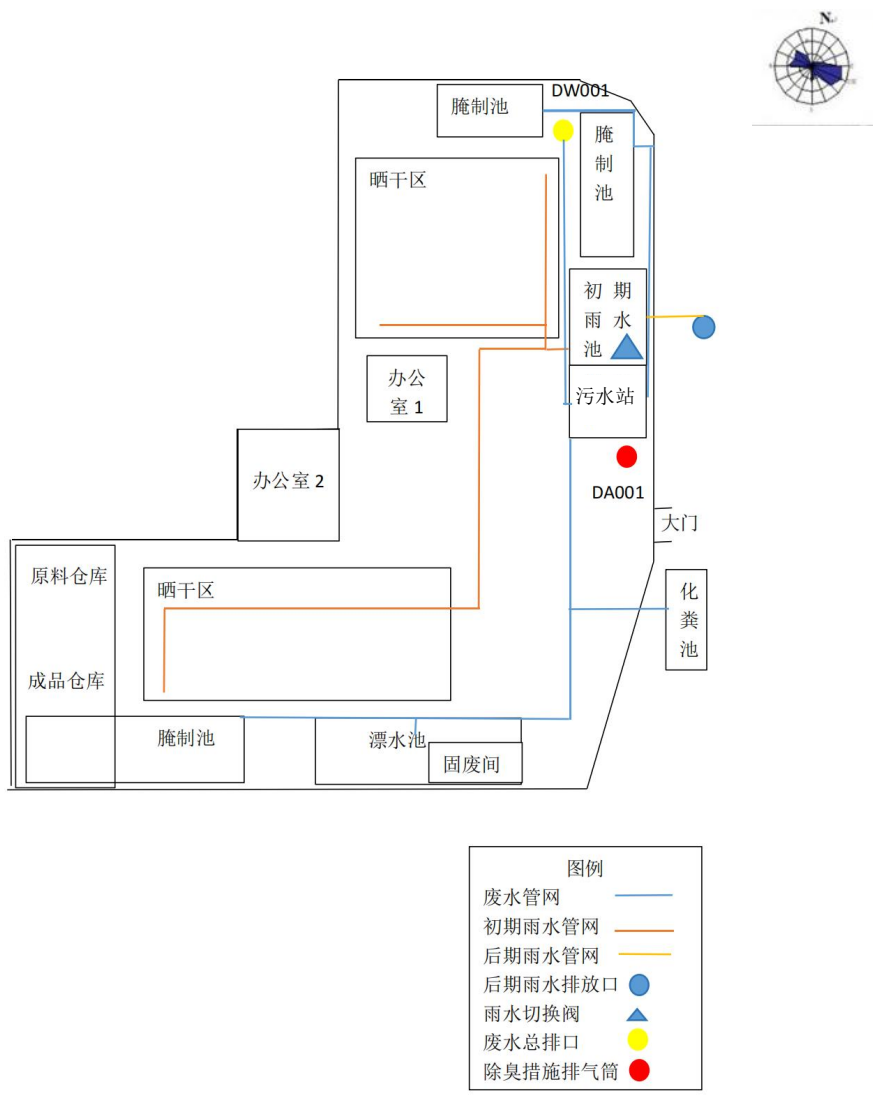 N
DW001
腌制池
腌制池
晒干区
初 期
雨 水
池
办公
室 1
污水站
办公室 2
DA001
大门
原料仓库
晒干区
化粪池
成品仓库
腌制池
漂水池
固废间
图例
废水管网
初期雨水管网
后期雨水管网
后期雨水排放口
雨水切换阀
废水总排口
除臭措施排气筒